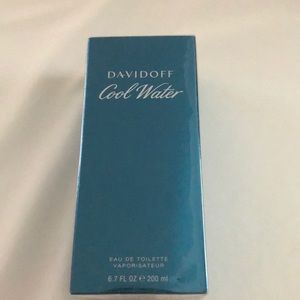 DAVIDOFF
Cool Water
EAU DE TOILETTE
VAPORISATEUR
6.7 FL OZ ℮ 200 ml